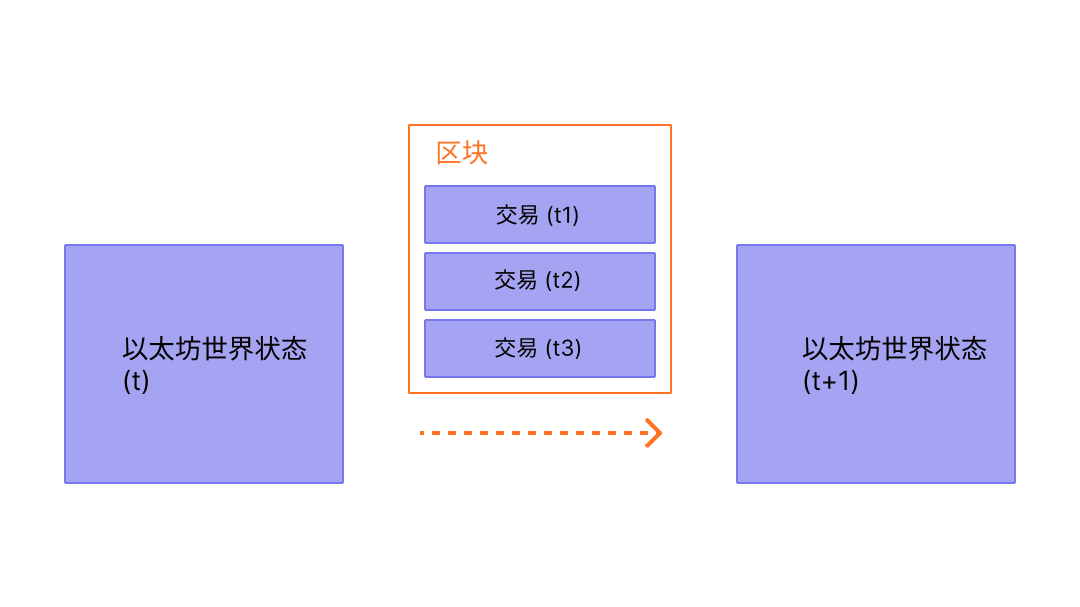 区块
交易 (t1)
交易 (t2)
交易 (t3)
以太坊世界状态
(t)
以太坊世界状态
(t+1)